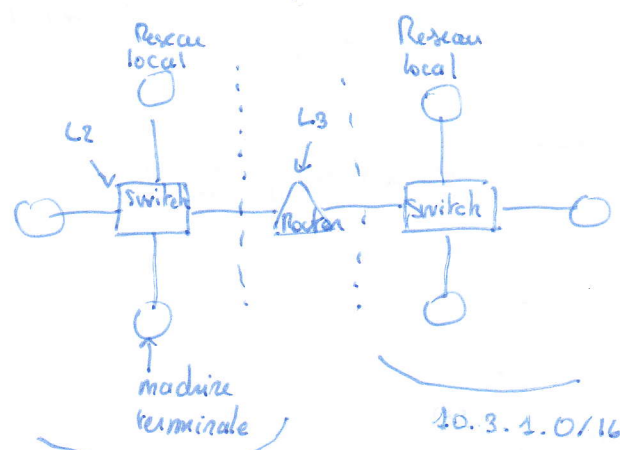 Reseau
local
Reseau
local
L2
L3
Switch
Router
Switch
machine
terminale
10.3.1.0/16